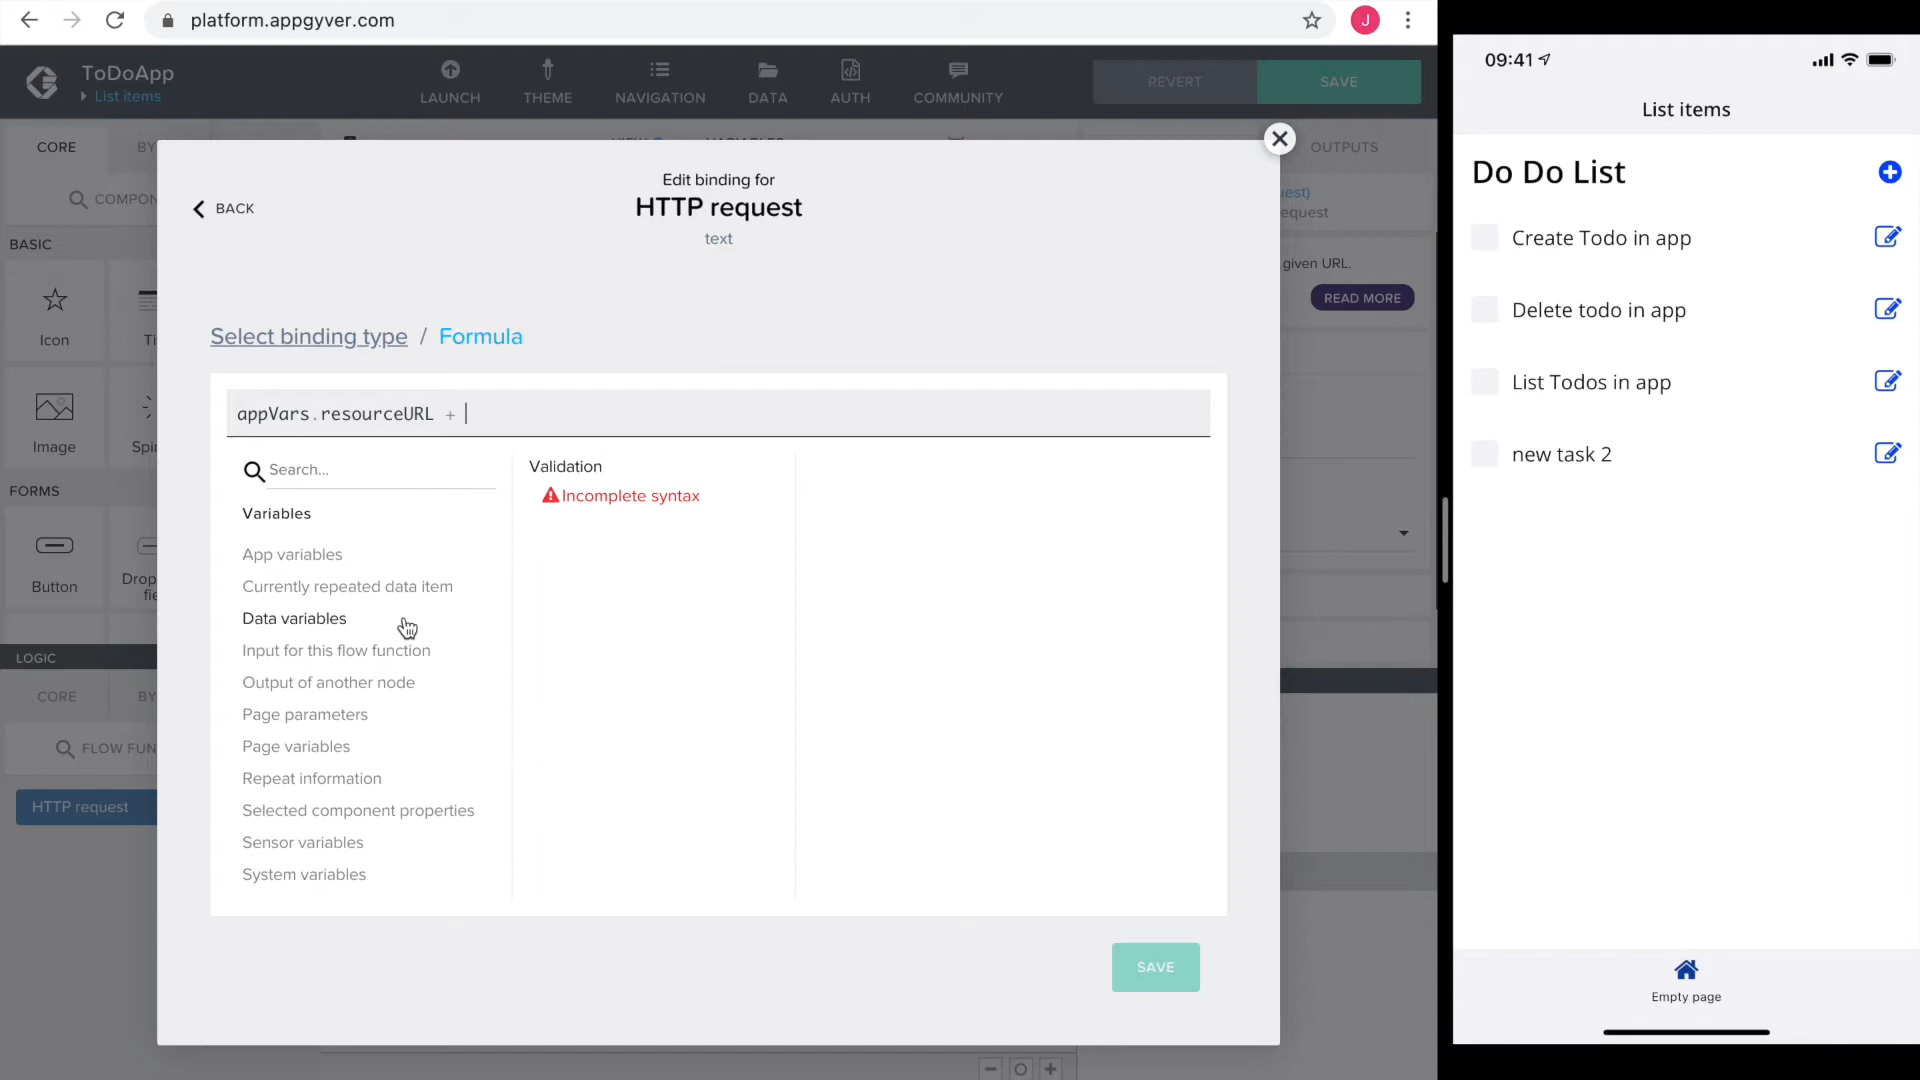 platform.appgyver.com
J
ToDoApp
List items
LAUNCH
THEME
NAVIGATION
DATA
AUTH
COMMUNITY
REVERT
SAVE
CORE
BY
OUTPUTS
COMPON
BASIC
Icon
Ti
Image
Spi
FORMS
Button
Drop
fie
LOGIC
CORE
BY
FLOW FUN
HTTP request
Edit binding for
HTTP request
text
BACK
Select binding type / Formula
appVars.resourceURL +
Search...
Variables
App variables
Currently repeated data item
Data variables
Input for this flow function
Output of another node
Page parameters
Page variables
Repeat information
Selected component properties
Sensor variables
System variables
Validation
Incomplete syntax
SAVE
est)
equest
given URL.
READ MORE
09:41
List items
Do Do List
Create Todo in app
Delete todo in app
List Todos in app
new task 2
Empty page